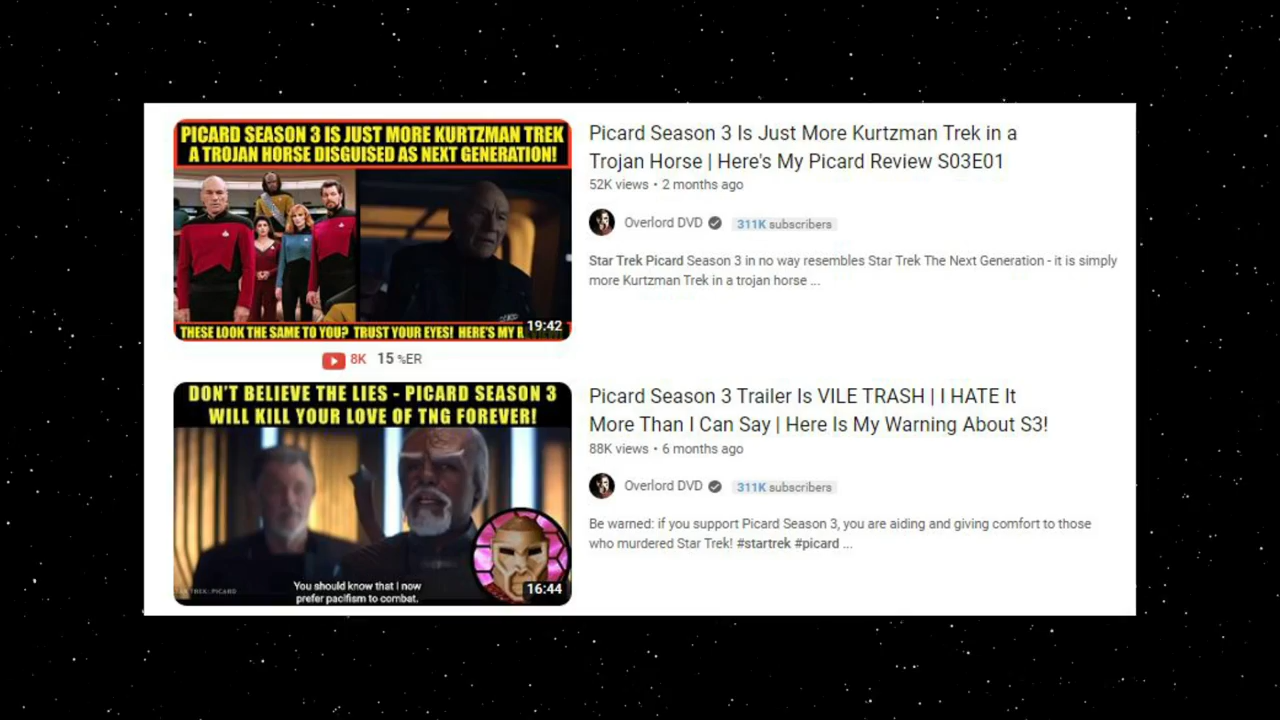 PICARD SEASON 3 IS JUST MORE KURTZMAN TREK
A TROJAN HORSE DISGUISED AS NEXT GENERATION!
THESE LOOK THE SAME TO YOU? TRUST YOUR EYES! HERE'S MY
19:42
8K 15 %ER
Picard Season 3 Is Just More Kurtzman Trek in a
Trojan Horse | Here's My Picard Review S03E01
52K views • 2 months ago
Overlord DVD 311K subscribers
Star Trek Picard Season 3 in no way resembles Star Trek The Next Generation - it is simply
more Kurtzman Trek in a trojan horse ...
DON'T BELIEVE THE LIES - PICARD SEASON 3
WILL KILL YOUR LOVE OF TNG FOREVER!
You should know that I now
prefer pacifism to combat.
TREK: PICARD
16:44
Picard Season 3 Trailer Is VILE TRASH | I HATE It
More Than I Can Say | Here Is My Warning About S3!
88K views • 6 months ago
Overlord DVD 311K subscribers
Be warned: if you support Picard Season 3, you are aiding and giving comfort to those
who murdered Star Trek! #startrek #picard ...